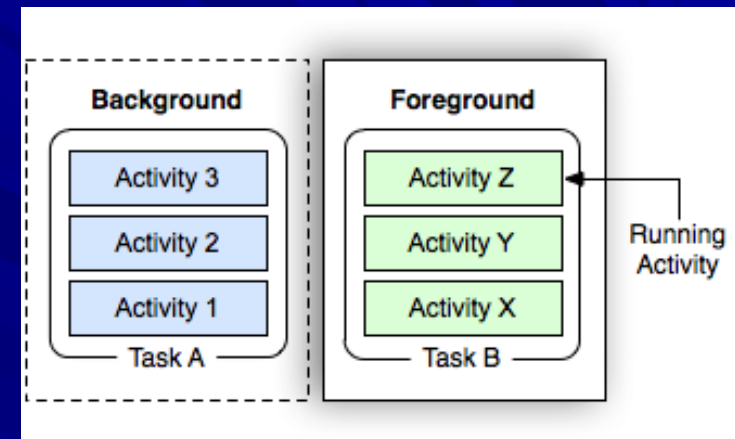 Background
Activity 3
Activity 2
Activity 1
Task A
Foreground
Activity Z
Activity Y
Activity X
Task B
Running
Activity